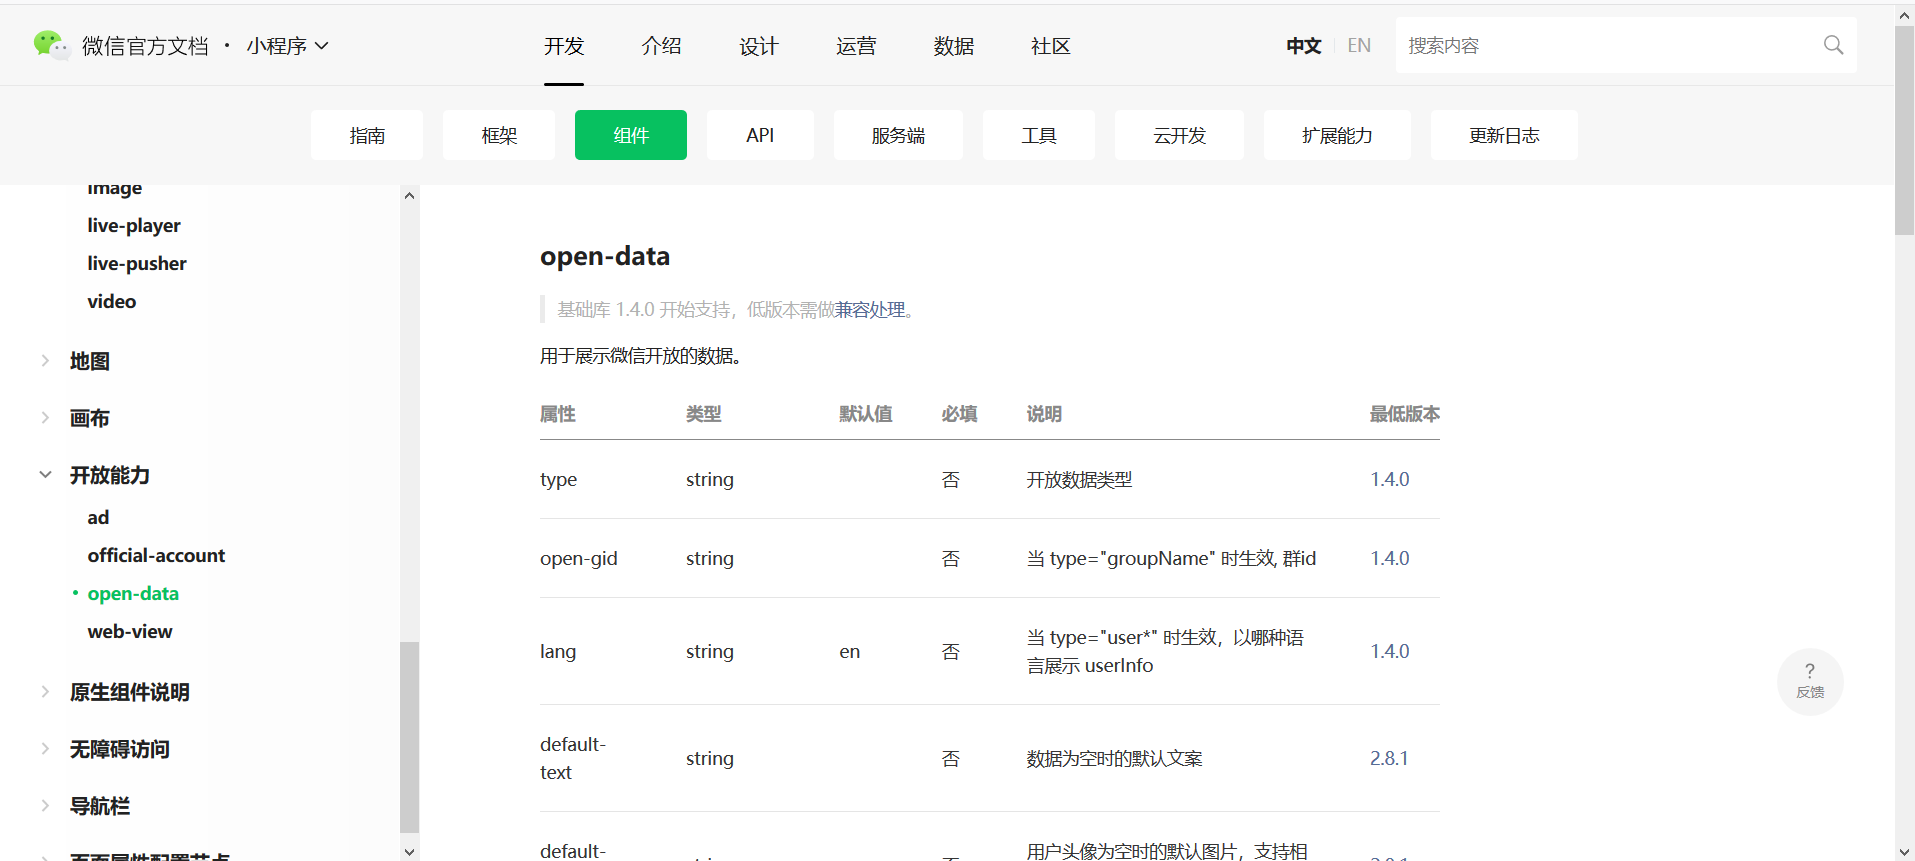 微信官方文档 · 小程序
开发 介绍 设计 运营 数据 社区
中文 EN
搜索内容
指南 框架 组件 API 服务端 工具 云开发 扩展能力 更新日志
image
live-player
live-pusher
video
地图
画布
开放能力
ad
official-account
open-data
web-view
原生组件说明
无障碍访问
导航栏
页面属性配置节点
open-data
基础库 1.4.0 开始支持，低版本需做兼容处理。
用于展示微信开放的数据。
属性 类型 默认值 必填 说明 最低版本
type string 否 开放数据类型 1.4.0
open-gid string 否 当 type="groupName" 时生效, 群id 1.4.0
lang string en 否 当 type="user*" 时生效，以哪种语
言展示 userInfo 1.4.0
default-
text string 否 数据为空时的默认文案 2.8.1
default-
用户头像为空时的默认图片，支持相
?
反馈